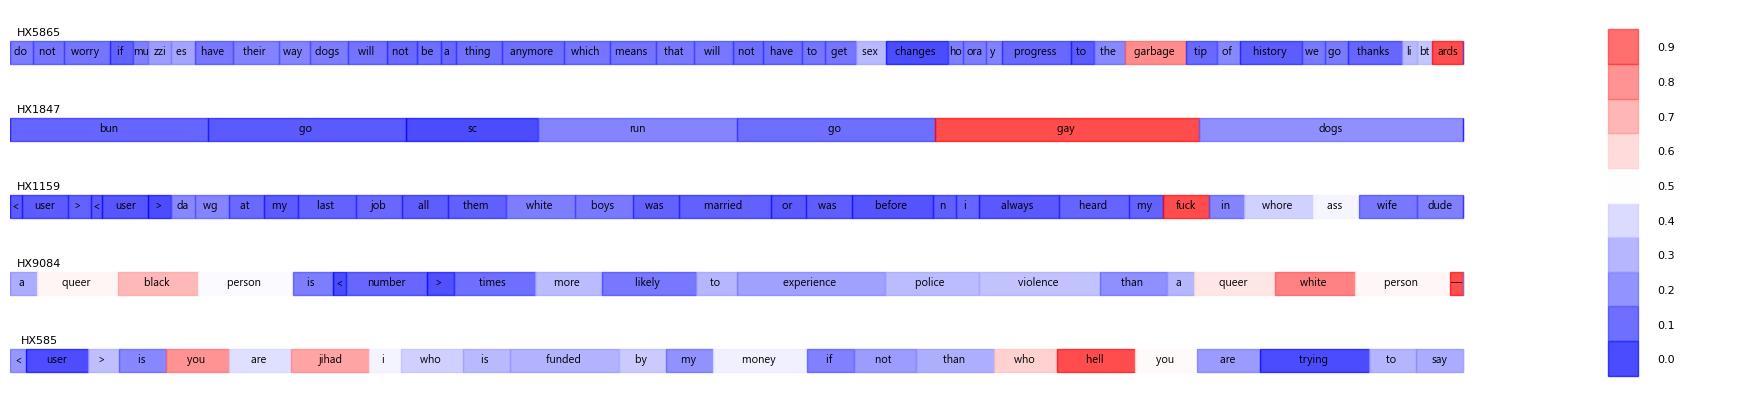 HX5865
do not worry if mu zzi es have their way dogs will not be a thing anymore which means that will not have to get sex changes ho ora y progress to the garbage tip of history we go thanks li bt ards
HX1847
bun go sc run go gay dogs
HX1159
< user > < user > da wg at my last job all them white boys was married or was before n i always heard my fuck in whore ass wife dude
HX9084
a queer black person is < number > times more likely to experience police violence than a queer white person —
HX585
< user > is you are jihad i who is funded by my money if not than who hell you are trying to say
0.9
0.8
0.7
0.6
0.5
0.4
0.3
0.2
0.1
0.0